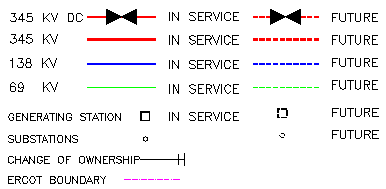 345 KV DC IN SERVICE FUTURE
345 KV IN SERVICE FUTURE
138 KV IN SERVICE FUTURE
69 KV IN SERVICE FUTURE
GENERATING STATION IN SERVICE FUTURE
SUBSTATIONS FUTURE
CHANGE OF OWNERSHIP
ERCOT BOUNDARY